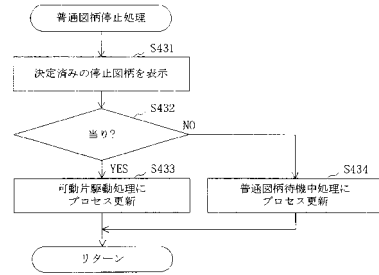 普通図柄停止処理
S431
決定済みの停止図柄を表示
S432
当り?
NO
YES
S433
可動片駆動処理に
プロセス更新
S434
普通図柄待機中処理に
プロセス更新
リターン